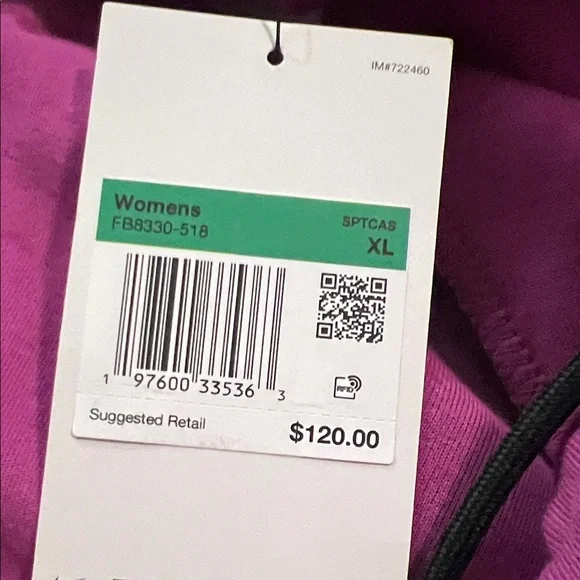 IM#722460
Womens
FB8330-518
SPTCAS
XL
1 97600 33536 3
RFID
Suggested Retail
$120.00